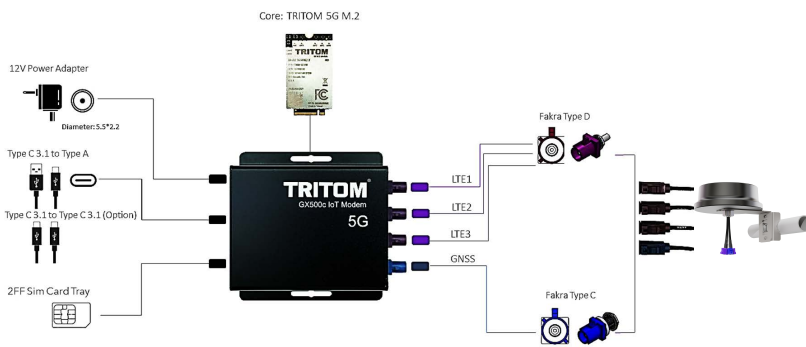 Core: TRITOM 5G M.2
TRITOM
FC
12V Power Adapter
Diameter: 5.5*2.2
Type C 3.1 to Type A
Type C 3.1 to Type C 3.1 (Option)
2FF Sim Card Tray
TRITOM®
GX500c IoT Modem
5G
LTE1
LTE2
LTE3
GNSS
Fakra Type D
Fakra Type C